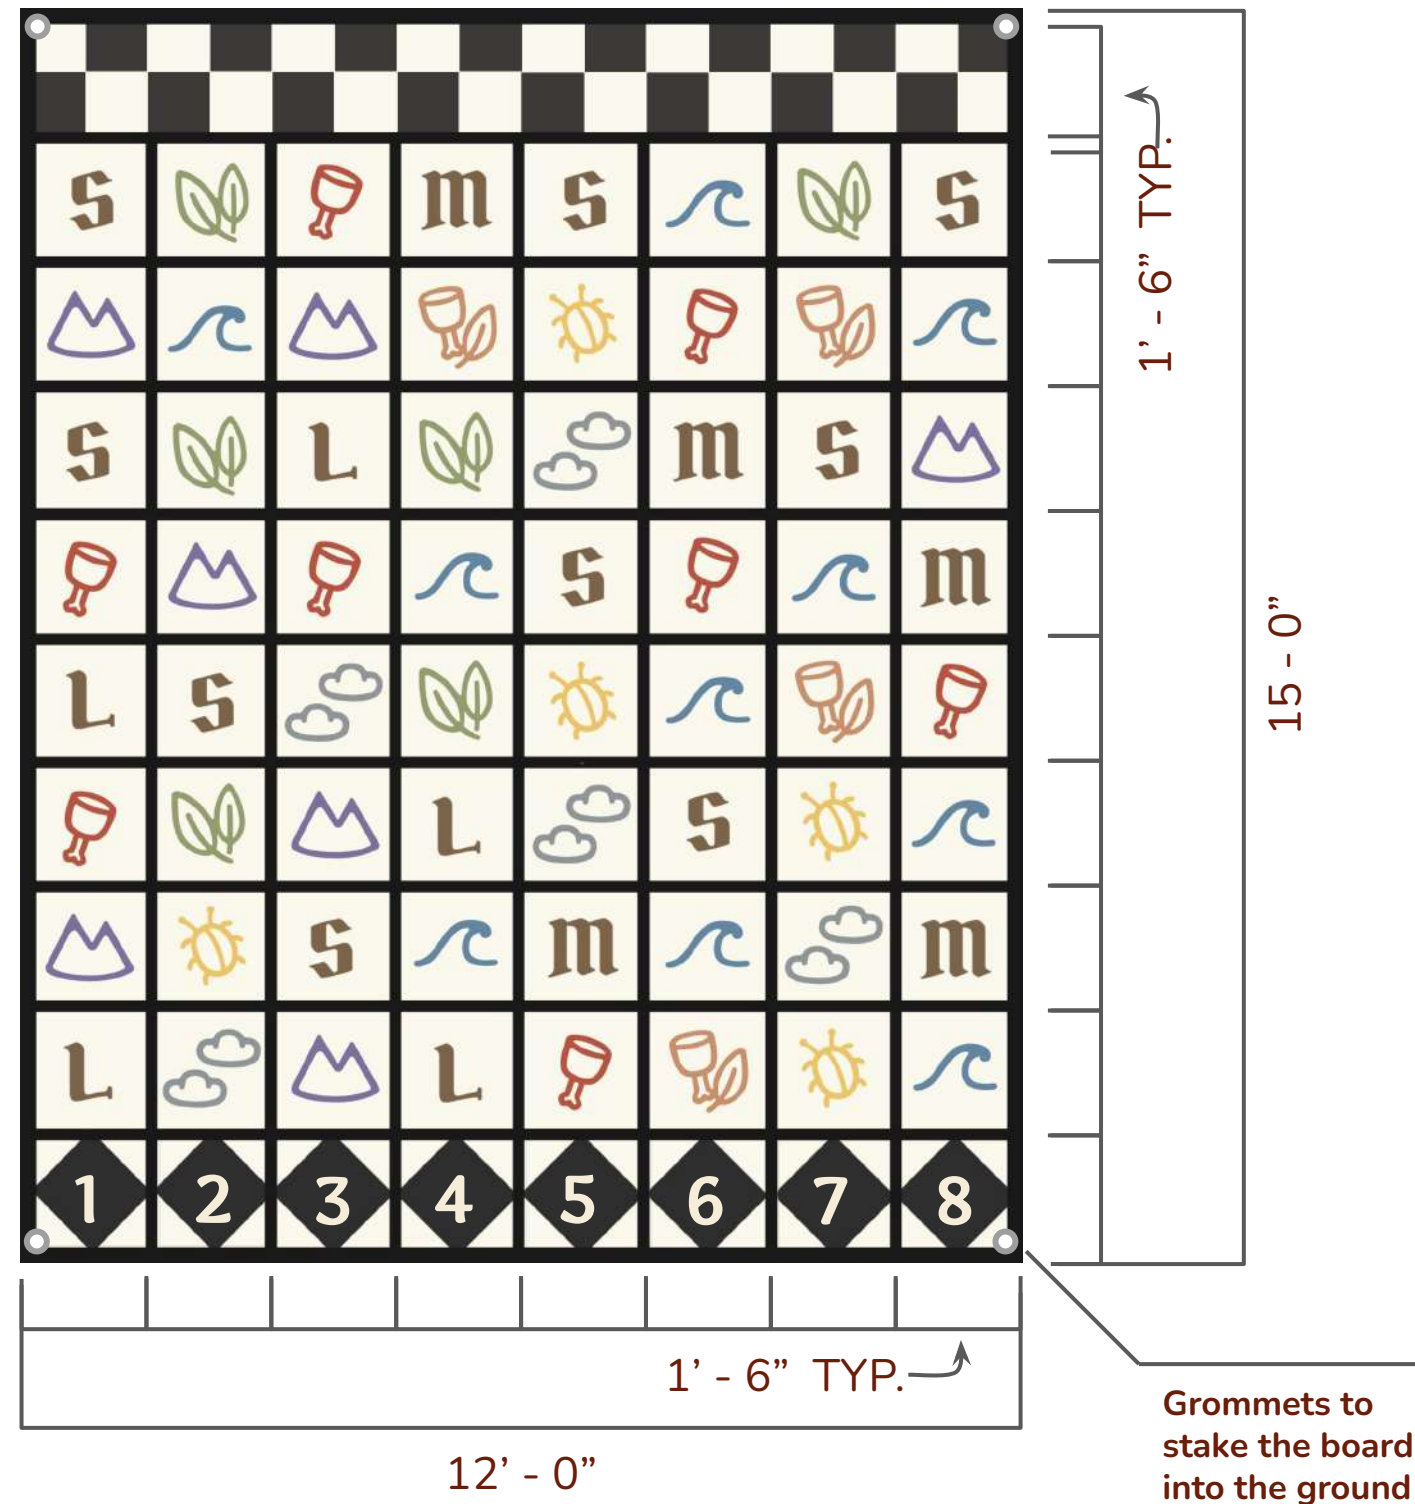 S M S S
1’ - 6” TYP.
S L M S
S M
15 - 0”
L S
L S
S M M
L L
1 2 3 4 5 6 7 8
1’ - 6” TYP.
12’ - 0”
Grommets to
stake the board
into the ground